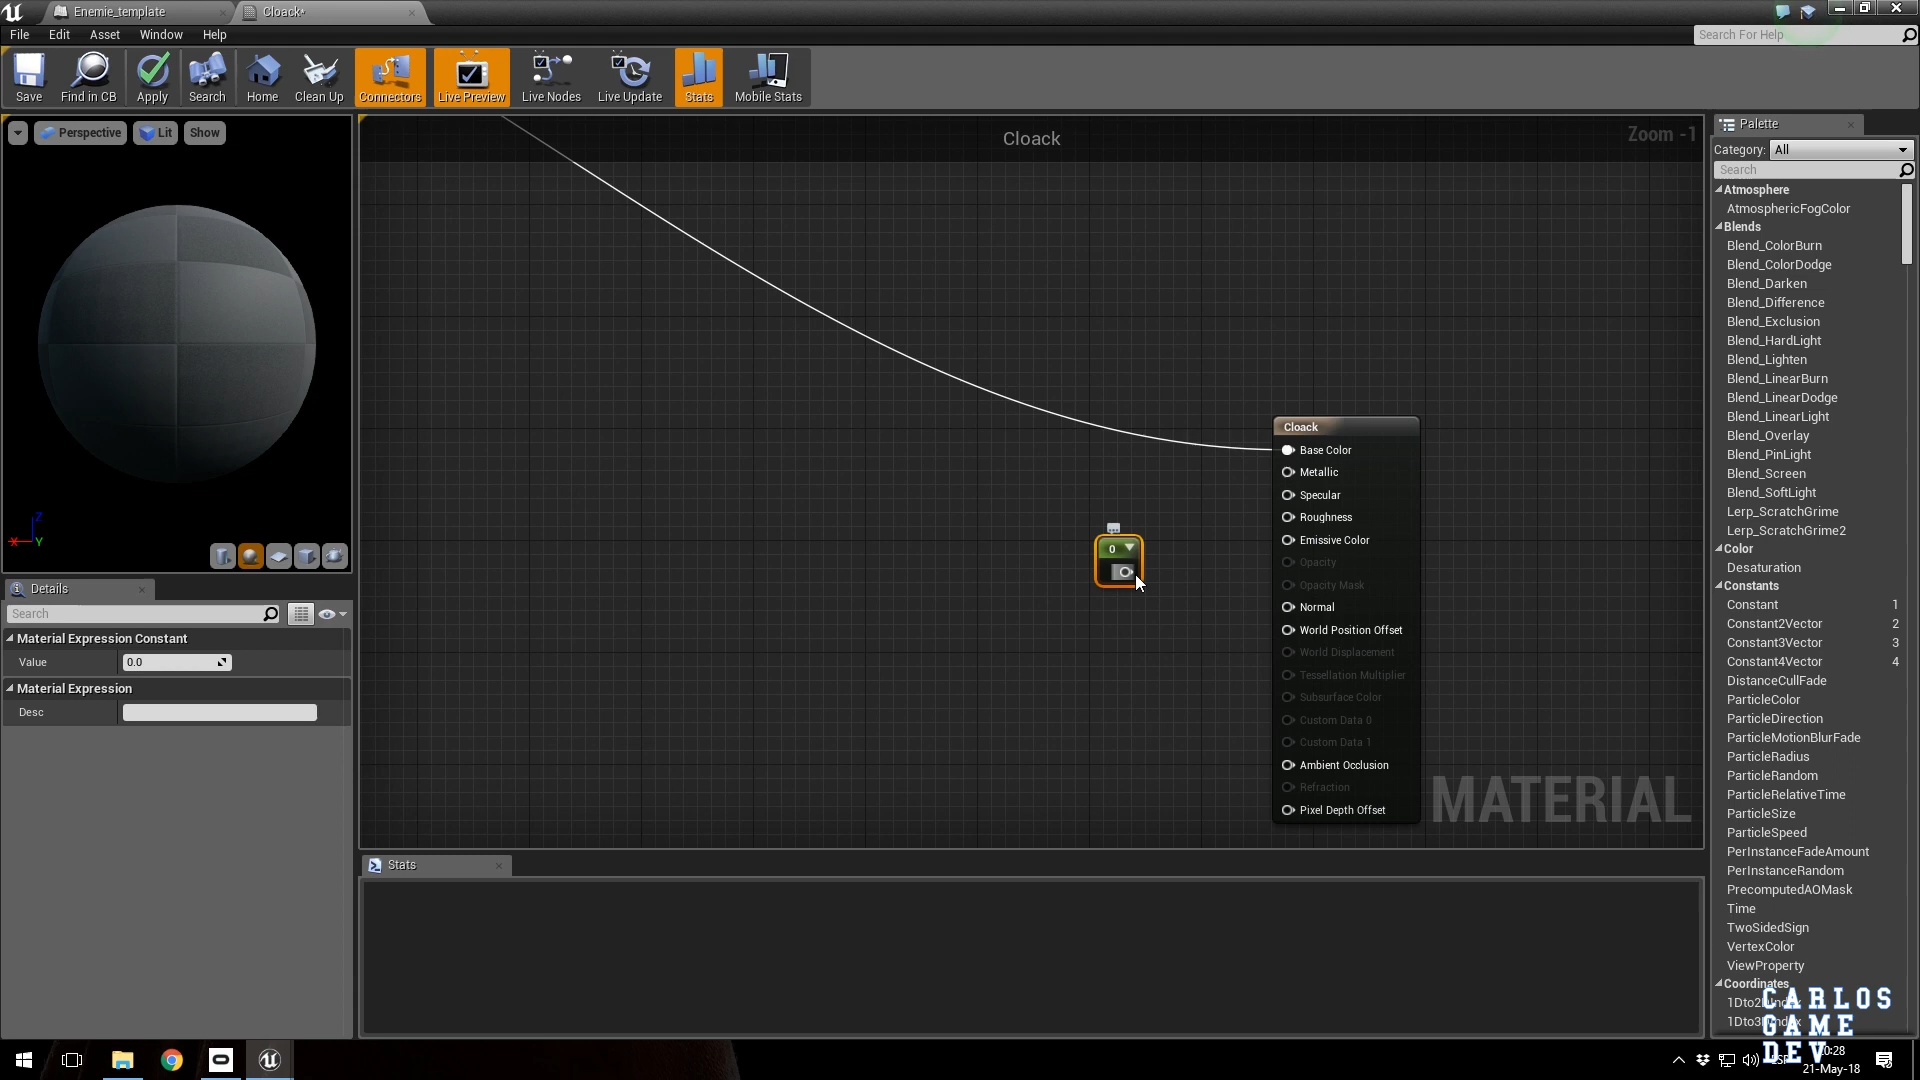 Enemie_template
Cloack*
File
Edit
Asset
Window
Help
Search For Help
Save
Find in CB
Apply
Search
Home
Clean Up
Connectors
Live Preview
Live Nodes
Live Update
Stats
Mobile Stats
Perspective
Lit
Show
Cloack
Zoom -1
Palette
Category:
All
Search
Atmosphere
AtmosphericFogColor
Blends
Blend_ColorBurn
Blend_ColorDodge
Blend_Darken
Blend_Difference
Blend_Exclusion
Blend_HardLight
Blend_Lighten
Blend_LinearBurn
Blend_LinearDodge
Blend_LinearLight
Blend_Overlay
Blend_PinLight
Blend_Screen
Blend_SoftLight
Lerp_ScratchGrime
Lerp_ScratchGrime2
Color
Desaturation
Constants
Constant 1
Constant2Vector 2
Constant3Vector 3
Constant4Vector 4
DistanceCullFade
ParticleColor
ParticleDirection
ParticleMotionBlurFade
ParticleRadius
ParticleRandom
ParticleRelativeTime
ParticleSize
ParticleSpeed
PerInstanceFadeAmount
PerInstanceRandom
PrecomputedAOMask
Time
TwoSidedSign
VertexColor
ViewProperty
Coordinates
Cloack
Base Color
Metallic
Specular
Roughness
Emissive Color
Opacity
Opacity Mask
Normal
World Position Offset
World Displacement
Tessellation Multiplier
Subsurface Color
Custom Data 0
Custom Data 1
Ambient Occlusion
Refraction
Pixel Depth Offset
0
MATERIAL
X
Z
Y
Details
Search
Material Expression Constant
Value
0.0
Material Expression
Desc
Stats
CARLOS
GAME
DEV
21-May-18